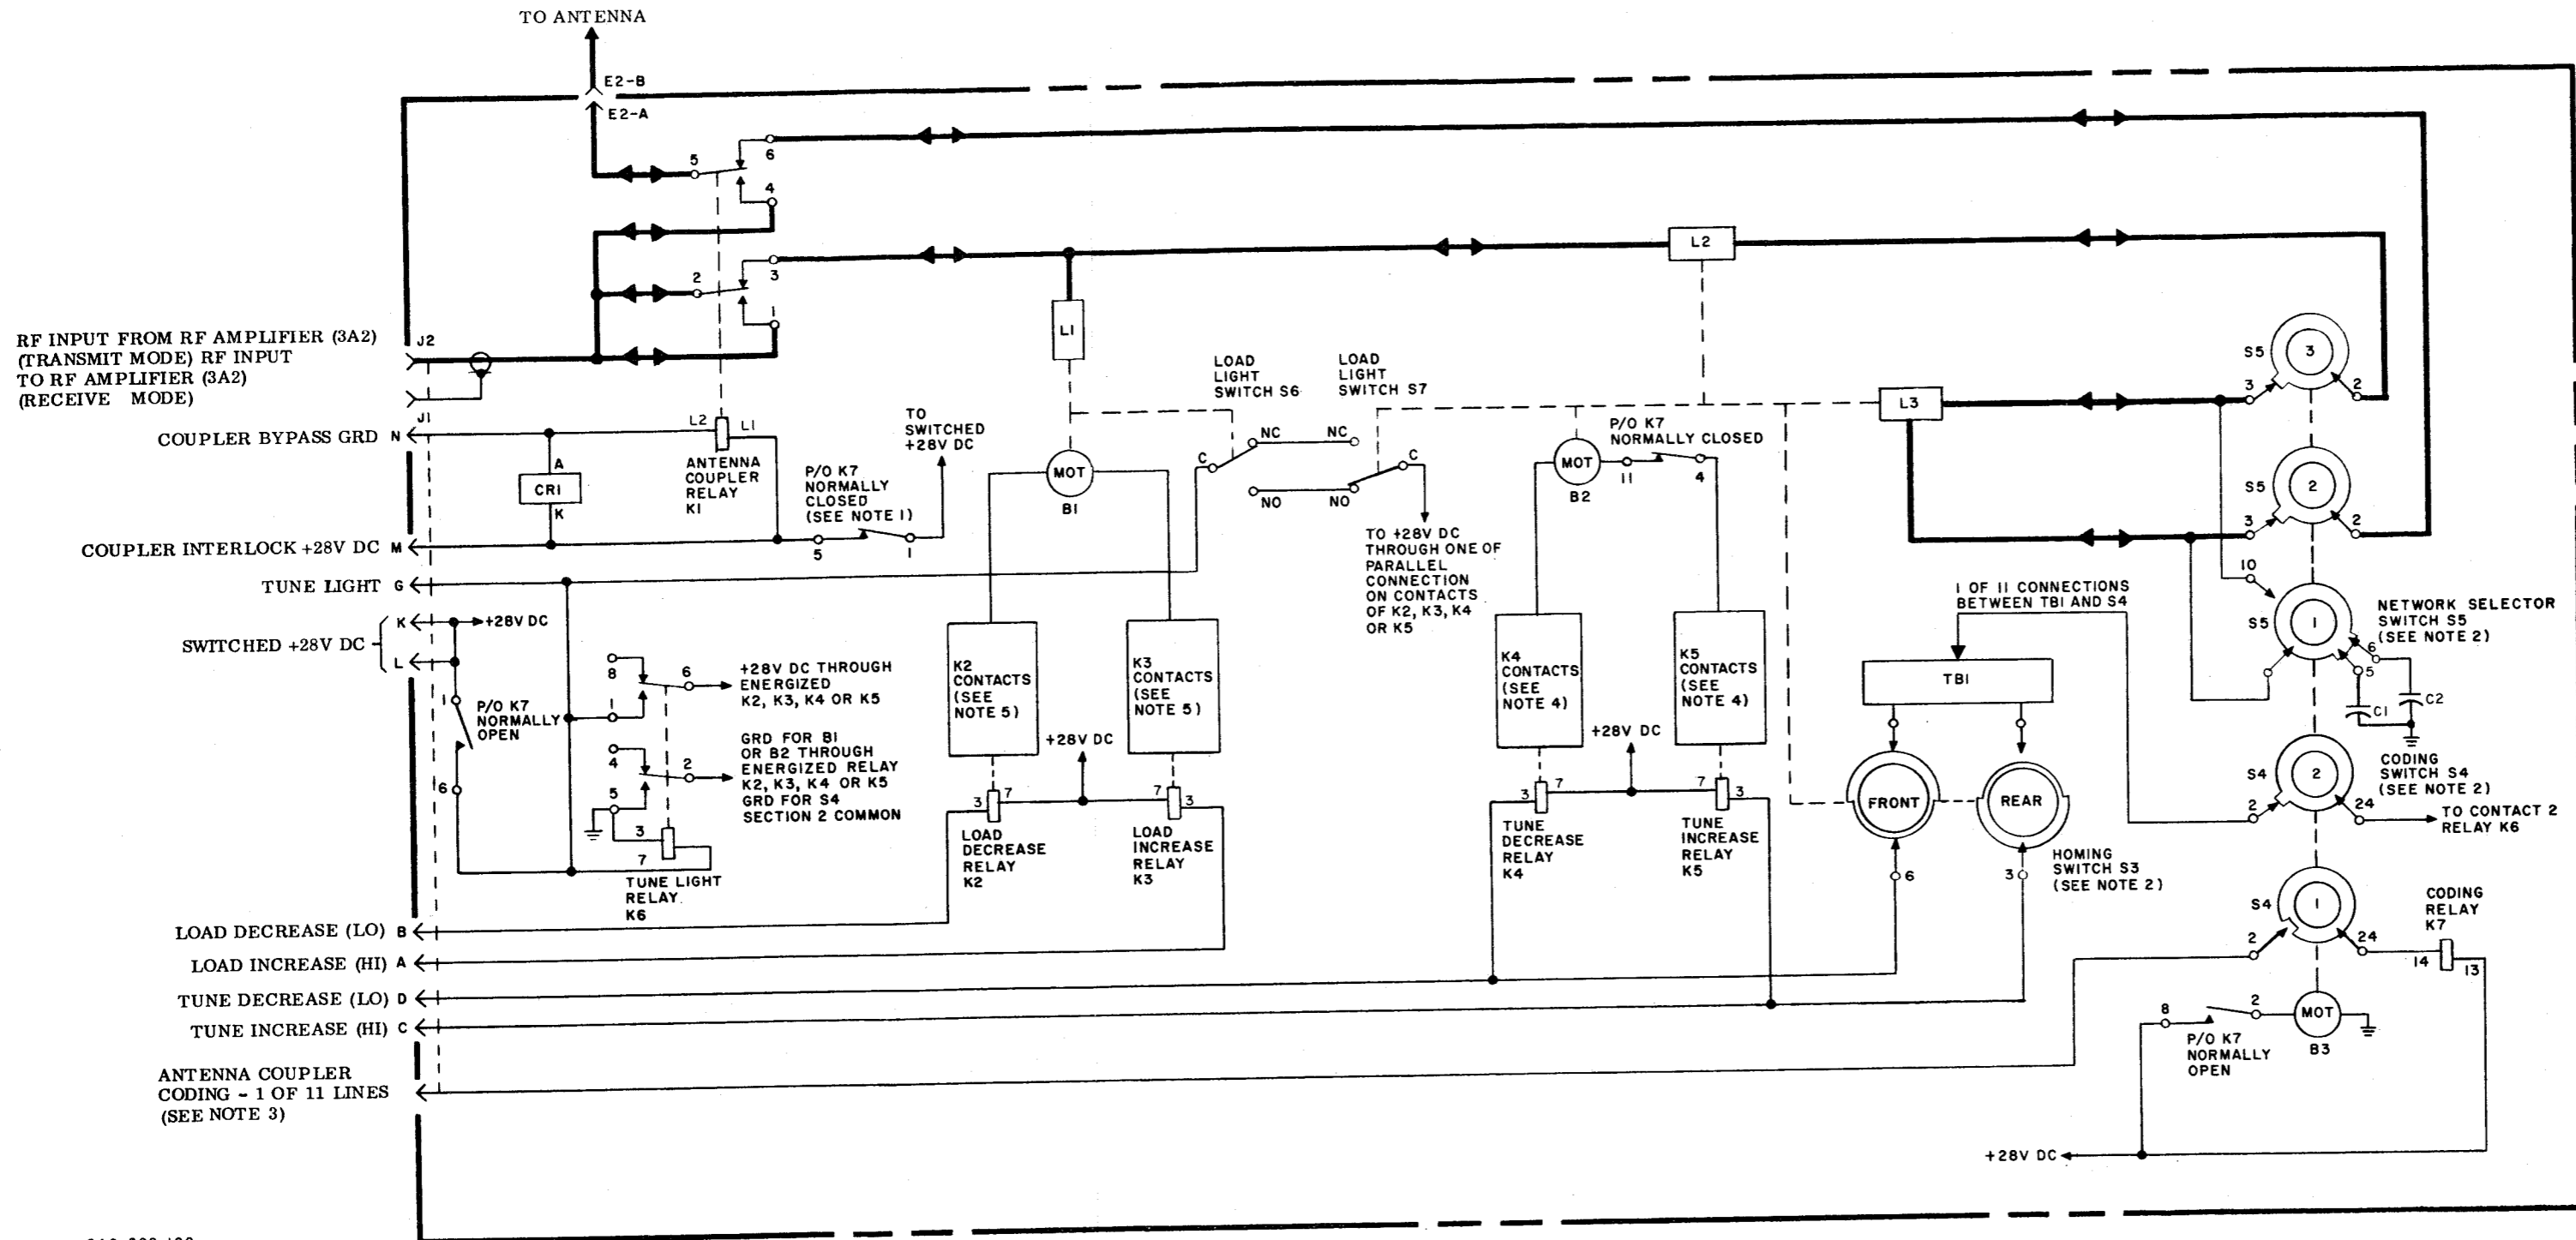 TO ANTENNA
E2-B
E2-A
5
6
4
2
3
1
RF INPUT FROM RF AMPLIFIER (3A2)
(TRANSMIT MODE) RF INPUT
TO RF AMPLIFIER (3A2)
(RECEIVE MODE)
J2
J1
L1
L2
L3
COUPLER BYPASS GRD N
A
CR1
K
L2
L1
ANTENNA
COUPLER
RELAY
K1
P/O K7
NORMALLY
CLOSED
(SEE NOTE 1)
5
1
TO
SWITCHED
+28V DC
MOT
B1
LOAD
LIGHT
SWITCH S6
LOAD
LIGHT
SWITCH S7
C
NC
NC
NO
NO
C
TO +28V DC
THROUGH ONE OF
PARALLEL
CONNECTION
ON CONTACTS
OF K2, K3, K4
OR K5
MOT
B2
P/O K7
NORMALLY CLOSED
11
4
S5
3
3
2
S5
2
3
2
10
S5
1
6
5
C1
C2
NETWORK SELECTOR
SWITCH S5
(SEE NOTE 2)
COUPLER INTERLOCK +28V DC M
TUNE LIGHT G
SWITCHED +28V DC
K
L
+28V DC
1
P/O K7
NORMALLY
OPEN
6
8
6
1
+28V DC THROUGH
ENERGIZED
K2, K3, K4 OR K5
4
2
5
GRD FOR B1
OR B2 THROUGH
ENERGIZED RELAY
K2, K3, K4 OR K5
GRD FOR S4
SECTION 2 COMMON
3
7
TUNE LIGHT
RELAY
K6
K2
CONTACTS
(SEE
NOTE 5)
K3
CONTACTS
(SEE
NOTE 5)
+28V DC
3
7
7
3
LOAD
DECREASE
RELAY
K2
LOAD
INCREASE
RELAY
K3
K4
CONTACTS
(SEE
NOTE 4)
K5
CONTACTS
(SEE
NOTE 4)
+28V DC
3
7
7
3
TUNE
DECREASE
RELAY
K4
TUNE
INCREASE
RELAY
K5
1 OF 11 CONNECTIONS
BETWEEN TB1 AND S4
TB1
FRONT
REAR
6
3
HOMING
SWITCH S3
(SEE NOTE 2)
S4
2
2
24
CODING
SWITCH S4
(SEE NOTE 2)
TO CONTACT 2
RELAY K6
S4
1
2
24
CODING
RELAY
K7
14
13
8
2
MOT
B3
P/O K7
NORMALLY
OPEN
LOAD DECREASE (LO) B
LOAD INCREASE (HI) A
TUNE DECREASE (LO) D
TUNE INCREASE (HI) C
ANTENNA COUPLER
CODING - 1 OF 11 LINES
(SEE NOTE 3)
+28V DC